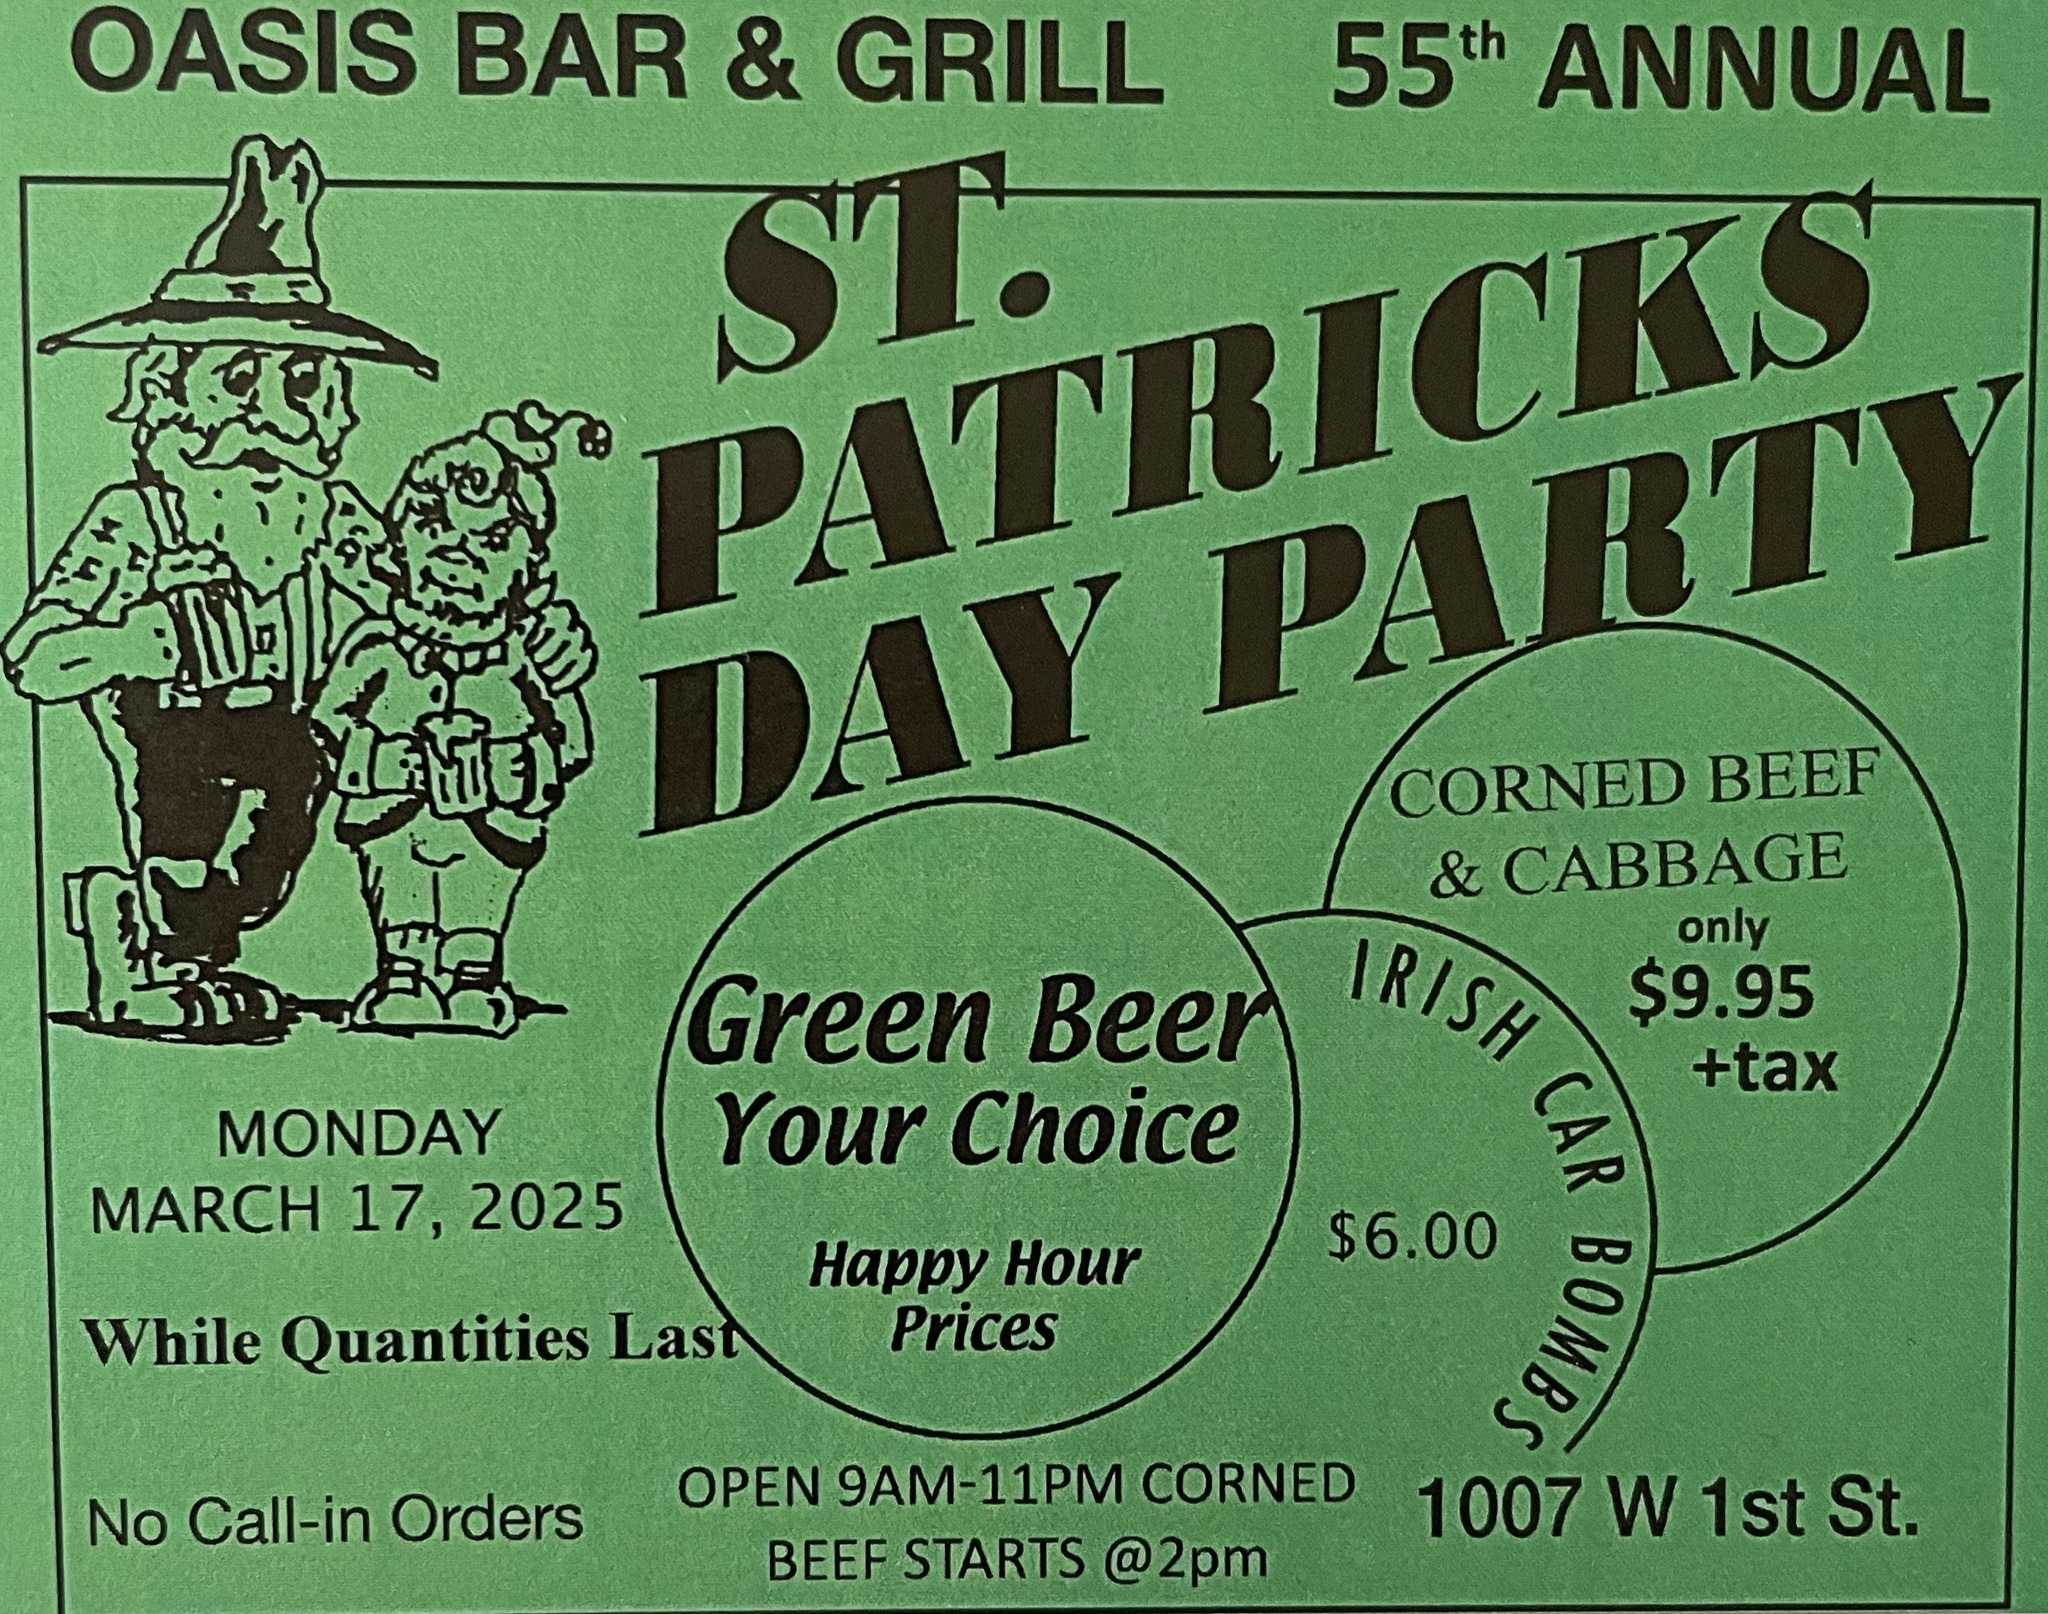 OASIS BAR & GRILL 55th ANNUAL
ST.
PATRICKS
DAY PARTY
CORNED BEEF
& CABBAGE
only
$9.95
+tax
IRISH CAR BOMBS
$6.00
Green Beer
Your Choice
Happy Hour
Prices
MONDAY
MARCH 17, 2025
While Quantities Last
No Call-in Orders
OPEN 9AM-11PM CORNED
BEEF STARTS @2pm
1007 W 1st St.